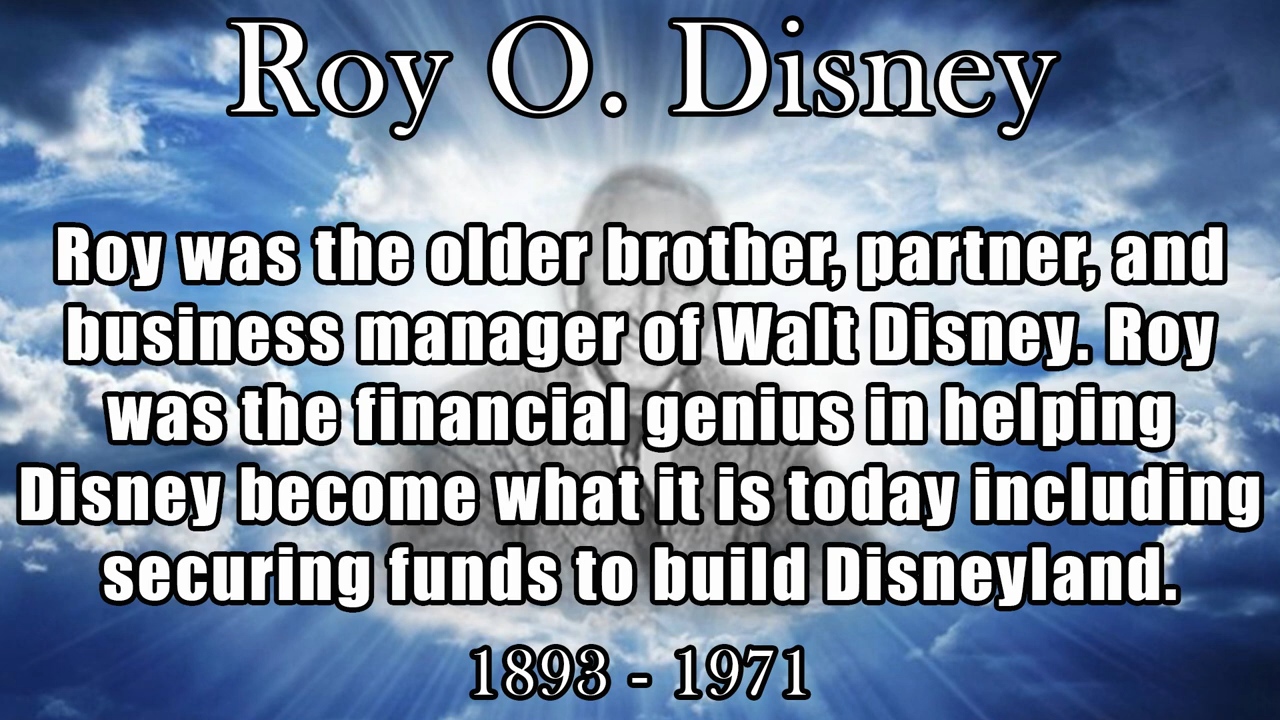 Roy O. Disney
Roy was the older brother, partner, and
business manager of Walt Disney. Roy
was the financial genius in helping
Disney become what it is today including
securing funds to build Disneyland.
1893 - 1971